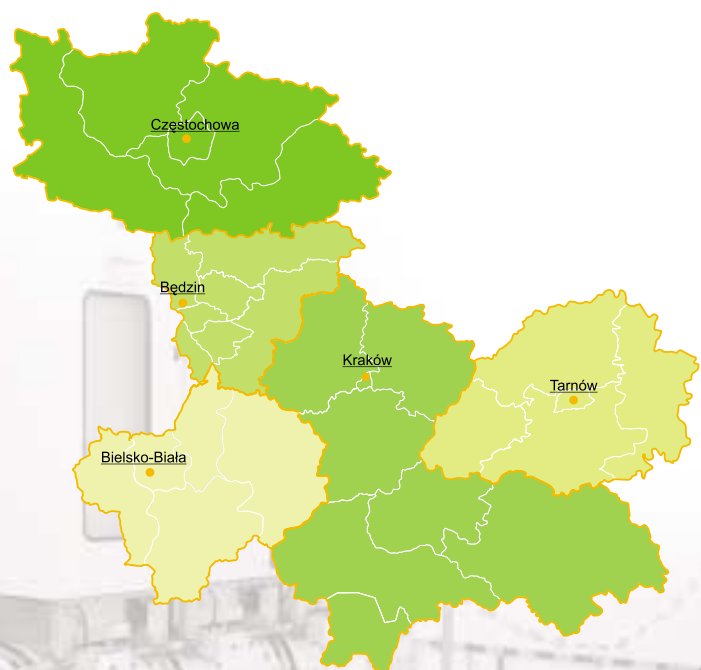 Częstochowa
Będzin
Kraków
Tarnów
Bielsko-Biała